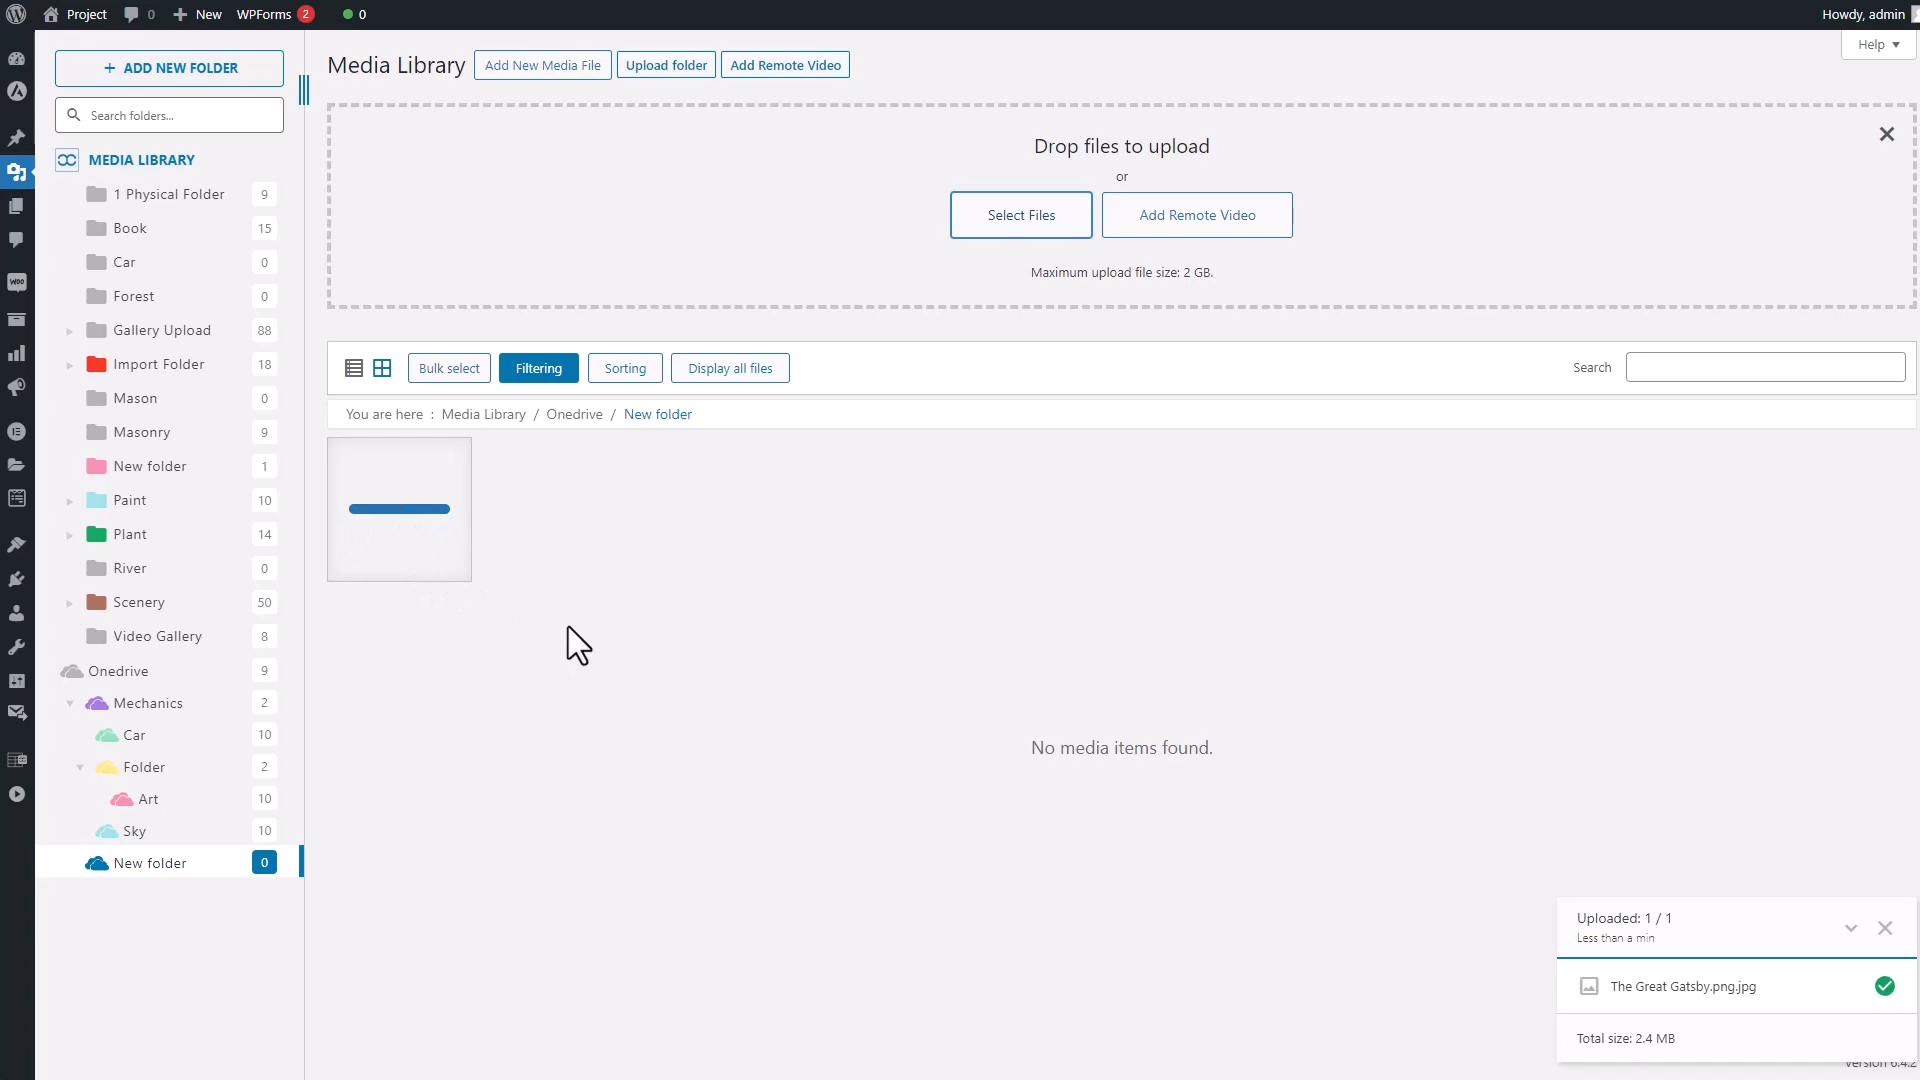 Project
0
New
WPForms 2
0
Howdy, admin
Help
ADD NEW FOLDER
Search folders...
MEDIA LIBRARY
1 Physical Folder 9
Book 15
Car 0
Forest 0
Gallery Upload 88
Import Folder 18
Mason 0
Masonry 9
New folder 1
Paint 10
Plant 14
River 0
Scenery 50
Video Gallery 8
Onedrive 9
Mechanics 2
Car 10
Folder 2
Art 10
Sky 10
New folder 0
Media Library
Add New Media File
Upload folder
Add Remote Video
Drop files to upload
or
Select Files
Add Remote Video
Maximum upload file size: 2 GB.
Bulk select
Filtering
Sorting
Display all files
Search
You are here : Media Library / Onedrive / New folder
No media items found.
Uploaded: 1 / 1
Less than a min
The Great Gatsby.png.jpg
Total size: 2.4 MB
Version 6.4.2